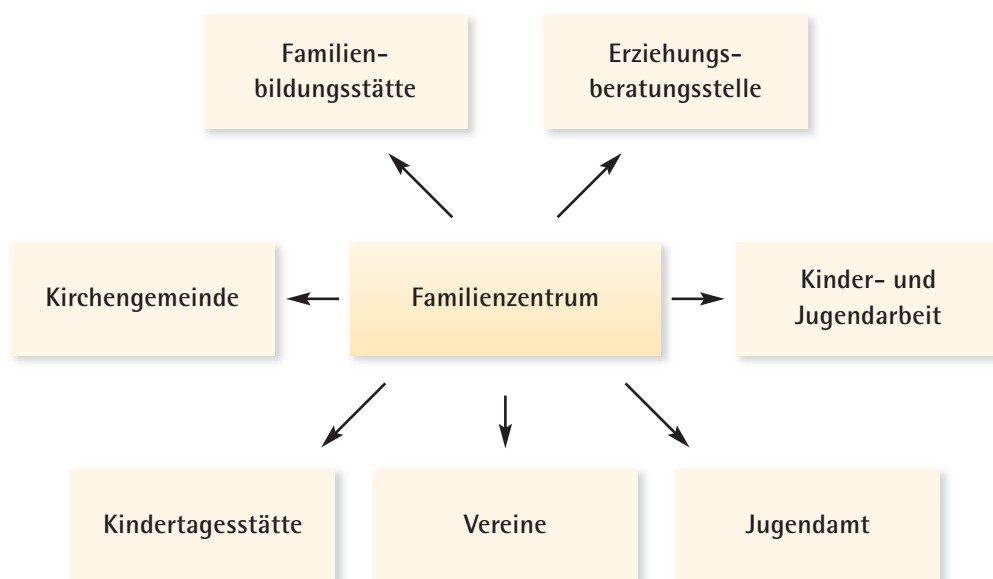 Familien-
bildungsstätte
Erziehungs-
beratungsstelle
Kirchengemeinde
Familienzentrum
Kinder- und
Jugendarbeit
Kindertagesstätte
Vereine
Jugendamt